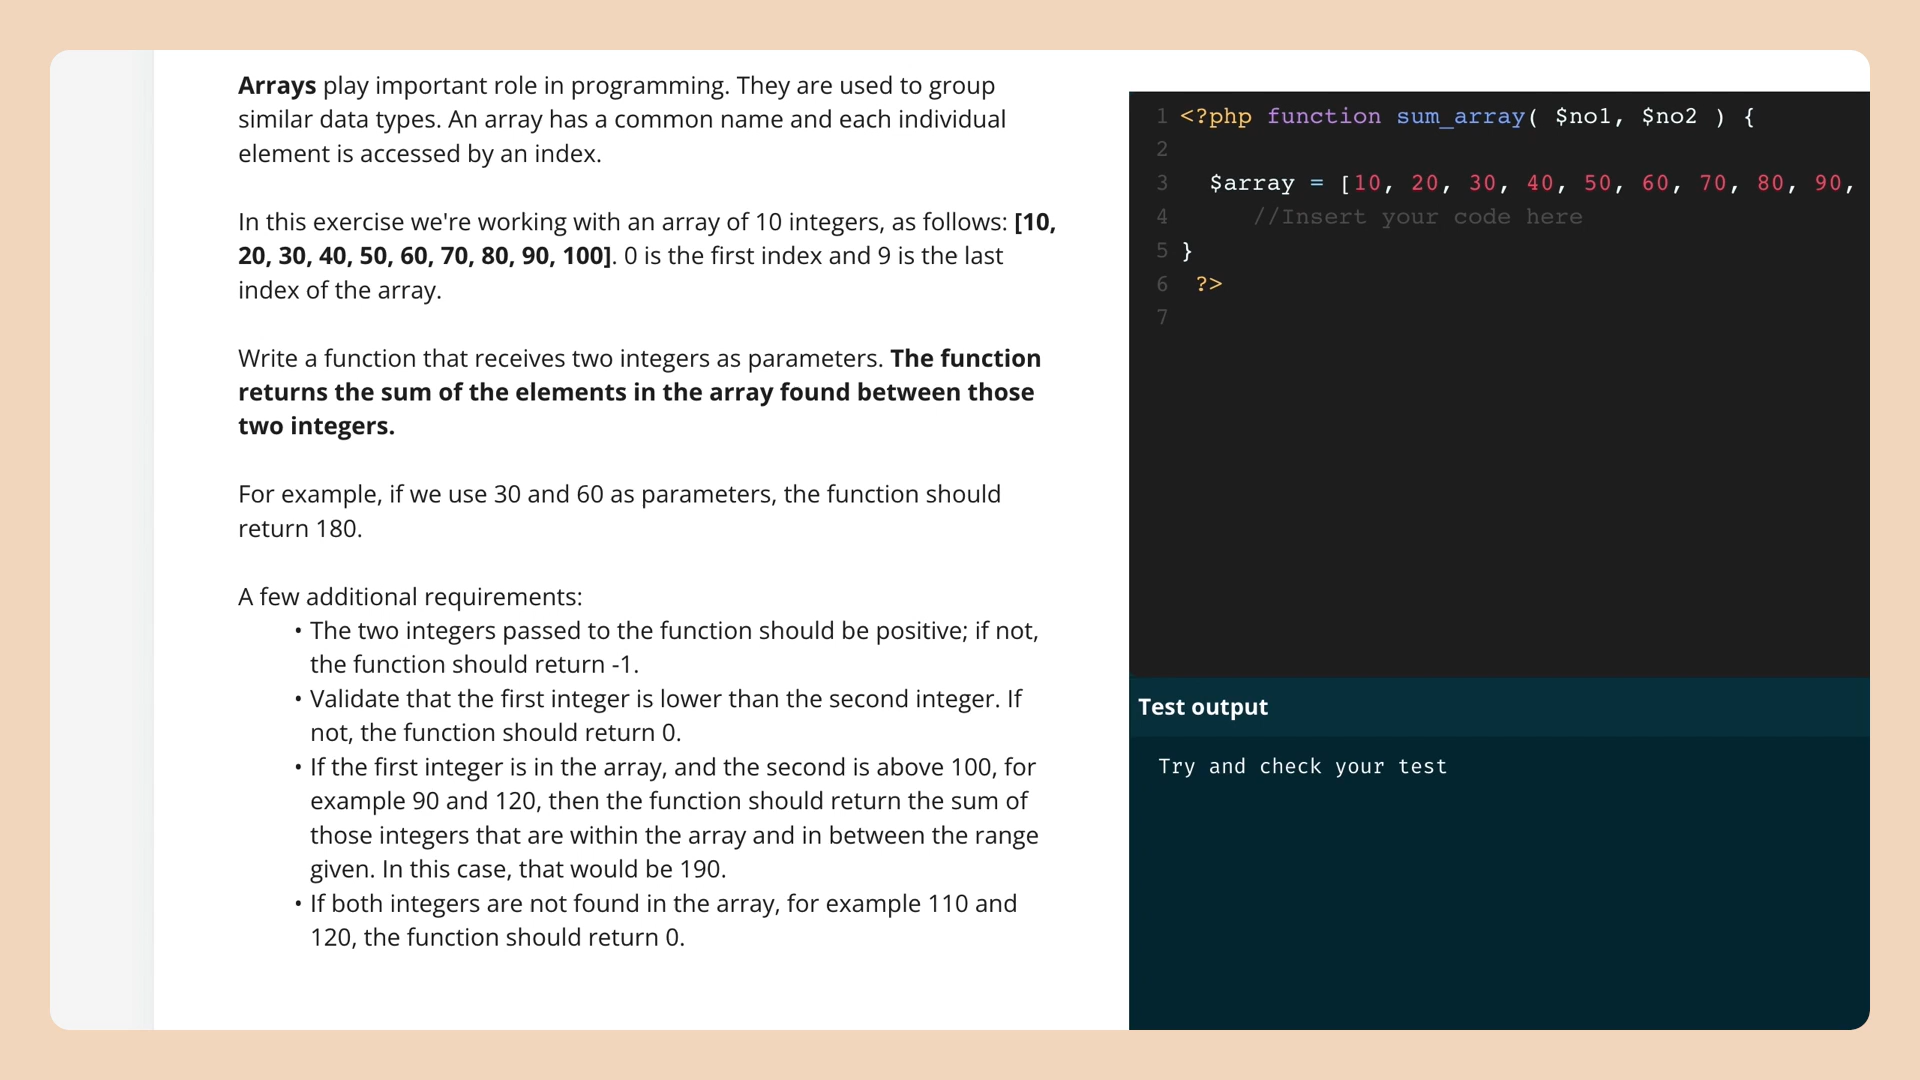 Arrays play important role in programming. They are used to group
similar data types. An array has a common name and each individual
element is accessed by an index.
In this exercise we're working with an array of 10 integers, as follows: [10,
20, 30, 40, 50, 60, 70, 80, 90, 100]. 0 is the first index and 9 is the last
index of the array.
Write a function that receives two integers as parameters. The function
returns the sum of the elements in the array found between those
two integers.
For example, if we use 30 and 60 as parameters, the function should
return 180.
A few additional requirements:
• The two integers passed to the function should be positive; if not,
the function should return -1.
• Validate that the first integer is lower than the second integer. If
not, the function should return 0.
• If the first integer is in the array, and the second is above 100, for
example 90 and 120, then the function should return the sum of
those integers that are within the array and in between the range
given. In this case, that would be 190.
• If both integers are not found in the array, for example 110 and
120, the function should return 0.
1 <?php function sum_array( $no1, $no2 ) {
2
3 $array = [10, 20, 30, 40, 50, 60, 70, 80, 90,
4 //Insert your code here
5 }
6 ?>
7
Test output
Try and check your test